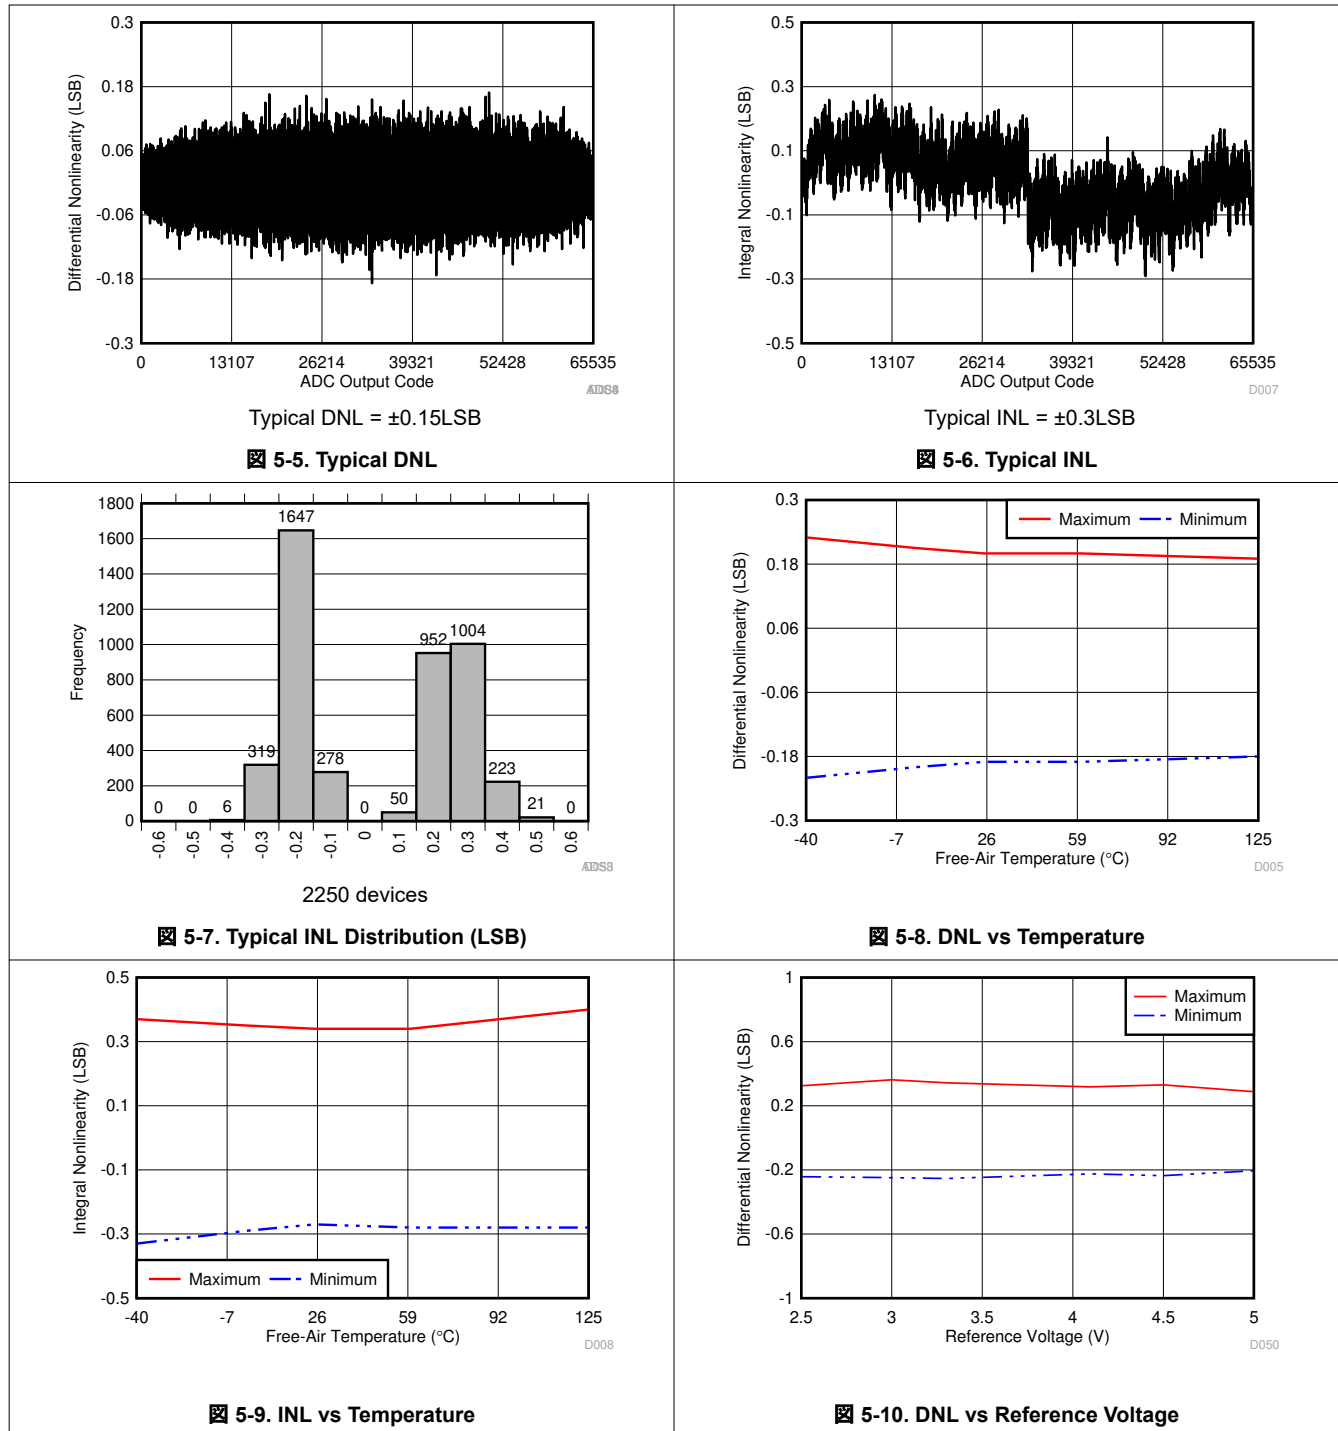 0.3
0.18
0.06
-0.06
-0.18
-0.3
Differential Nonlinearity (LSB)
0 13107 26214 39321 52428 65535
ADC Output Code
Typical DNL = ±0.15LSB
図 5-5. Typical DNL
0.5
0.3
0.1
-0.1
-0.3
-0.5
Integral Nonlinearity (LSB)
0 13107 26214 39321 52428 65535
ADC Output Code
D007
Typical INL = ±0.3LSB
図 5-6. Typical INL
1800
1600
1400
1200
1000
800
600
400
200
0
Frequency
0 0 6 319 1647 278 0 50 952 1004 223 21 0
-0.6 -0.5 -0.4 -0.3 -0.2 -0.1 0 0.1 0.2 0.3 0.4 0.5 0.6
2250 devices
図 5-7. Typical INL Distribution (LSB)
0.3
0.18
0.06
-0.06
-0.18
-0.3
Differential Nonlinearity (LSB)
Maximum Minimum
-40 -7 26 59 92 125
Free-Air Temperature (°C)
D005
図 5-8. DNL vs Temperature
0.5
0.3
0.1
-0.1
-0.3
-0.5
Integral Nonlinearity (LSB)
Maximum Minimum
-40 -7 26 59 92 125
Free-Air Temperature (°C)
D008
図 5-9. INL vs Temperature
1
0.6
0.2
-0.2
-0.6
-1
Differential Nonlinearity (LSB)
Maximum
Minimum
2.5 3 3.5 4 4.5 5
Reference Voltage (V)
D050
図 5-10. DNL vs Reference Voltage